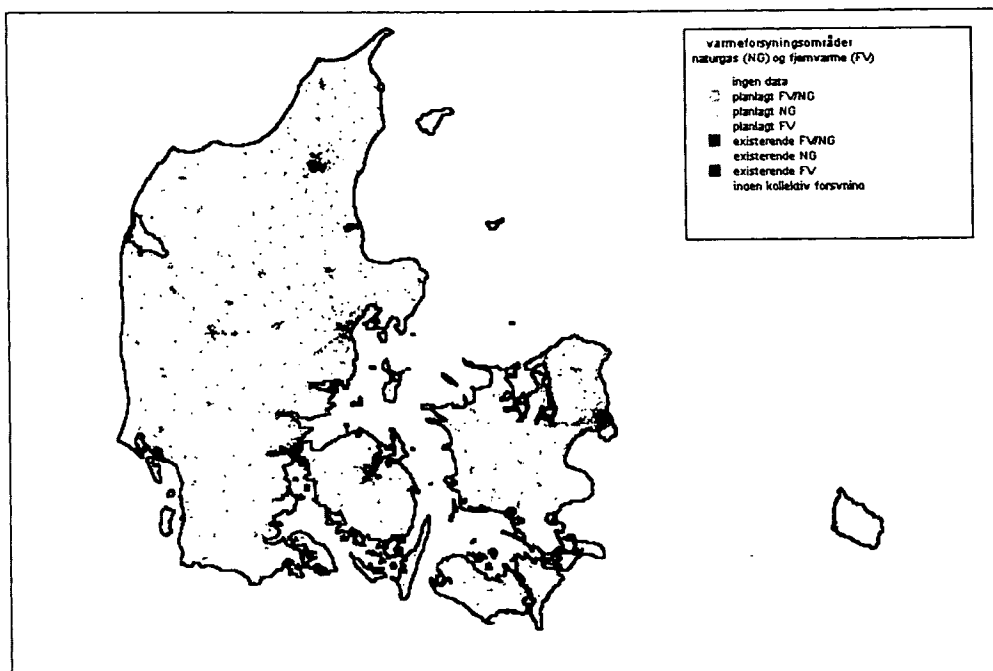 varmeforsyningsområder
naturgas (NG) og fjernvarme (FV)
ingen data
planlagt FV/NG
planlagt NG
planlagt FV
existerende FV/NG
existerende NG
existerende FV
ingen kollektiv forsyning